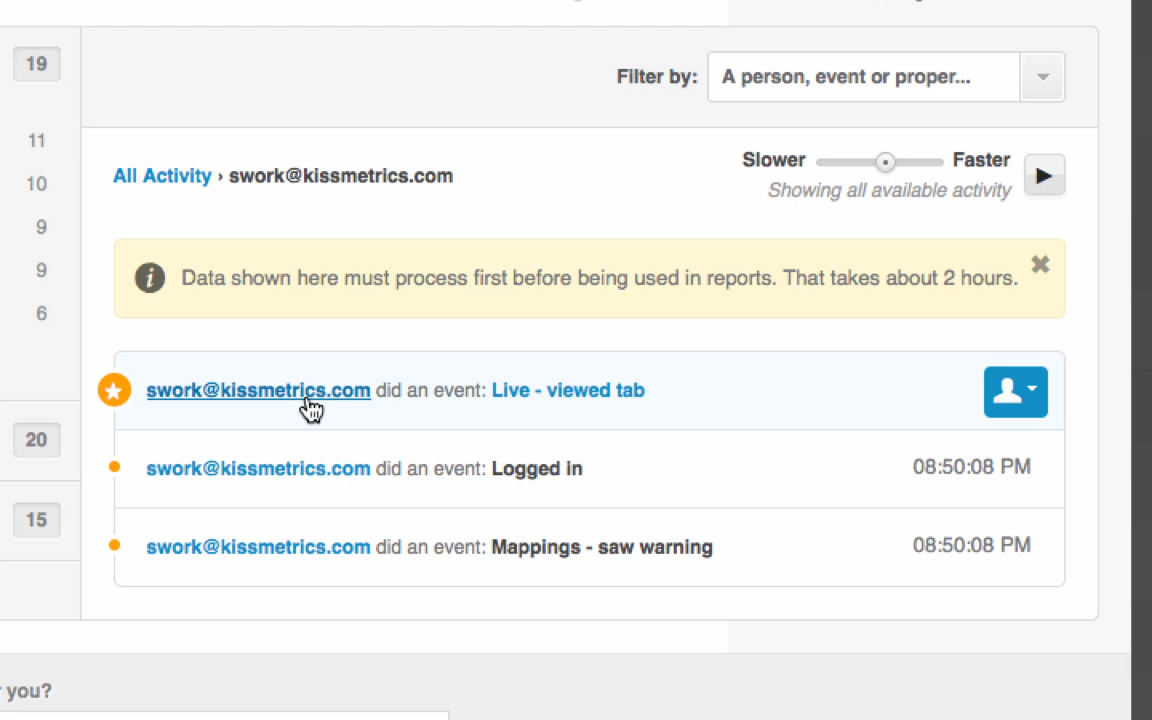 19
Filter by: A person, event or proper...
11
10
9
9
6
Slower Faster
All Activity › swork@kissmetrics.com
Showing all available activity
Data shown here must process first before being used in reports. That takes about 2 hours.
swork@kissmetrics.com did an event: Live - viewed tab
20
swork@kissmetrics.com did an event: Logged in 08:50:08 PM
15
swork@kissmetrics.com did an event: Mappings - saw warning 08:50:08 PM
you?